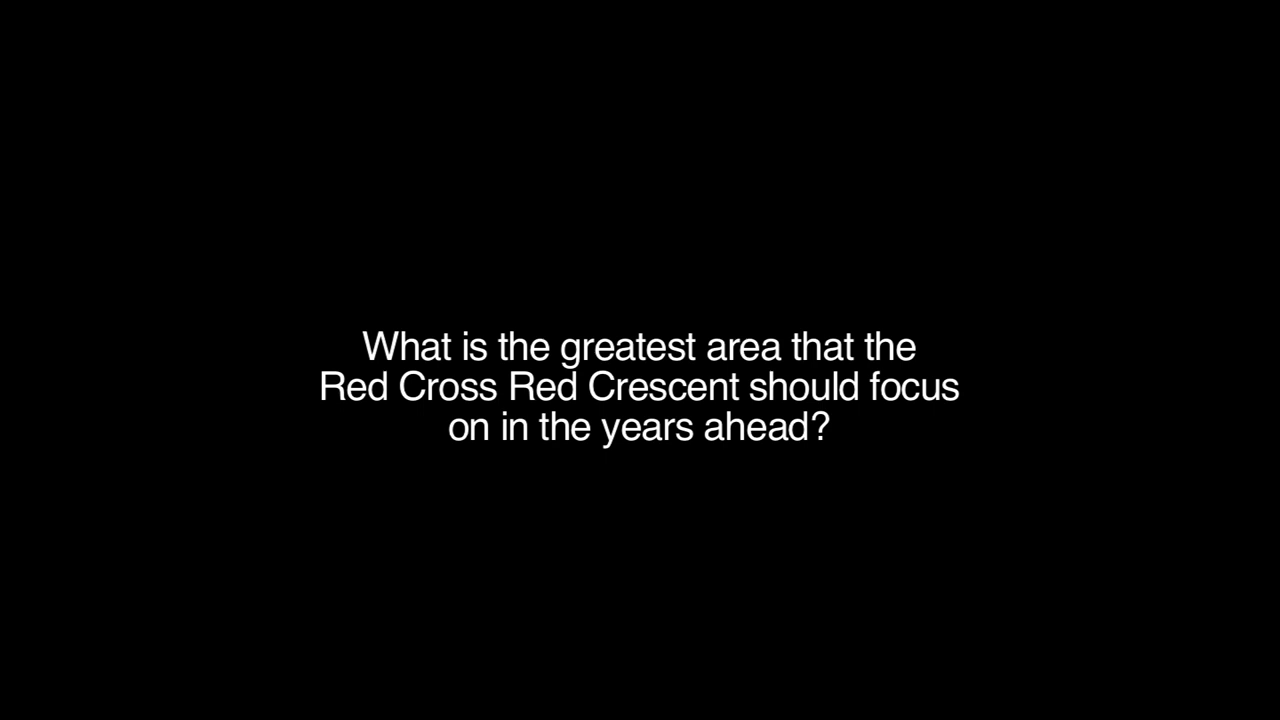 What is the greatest area that the
Red Cross Red Crescent should focus
on in the years ahead?